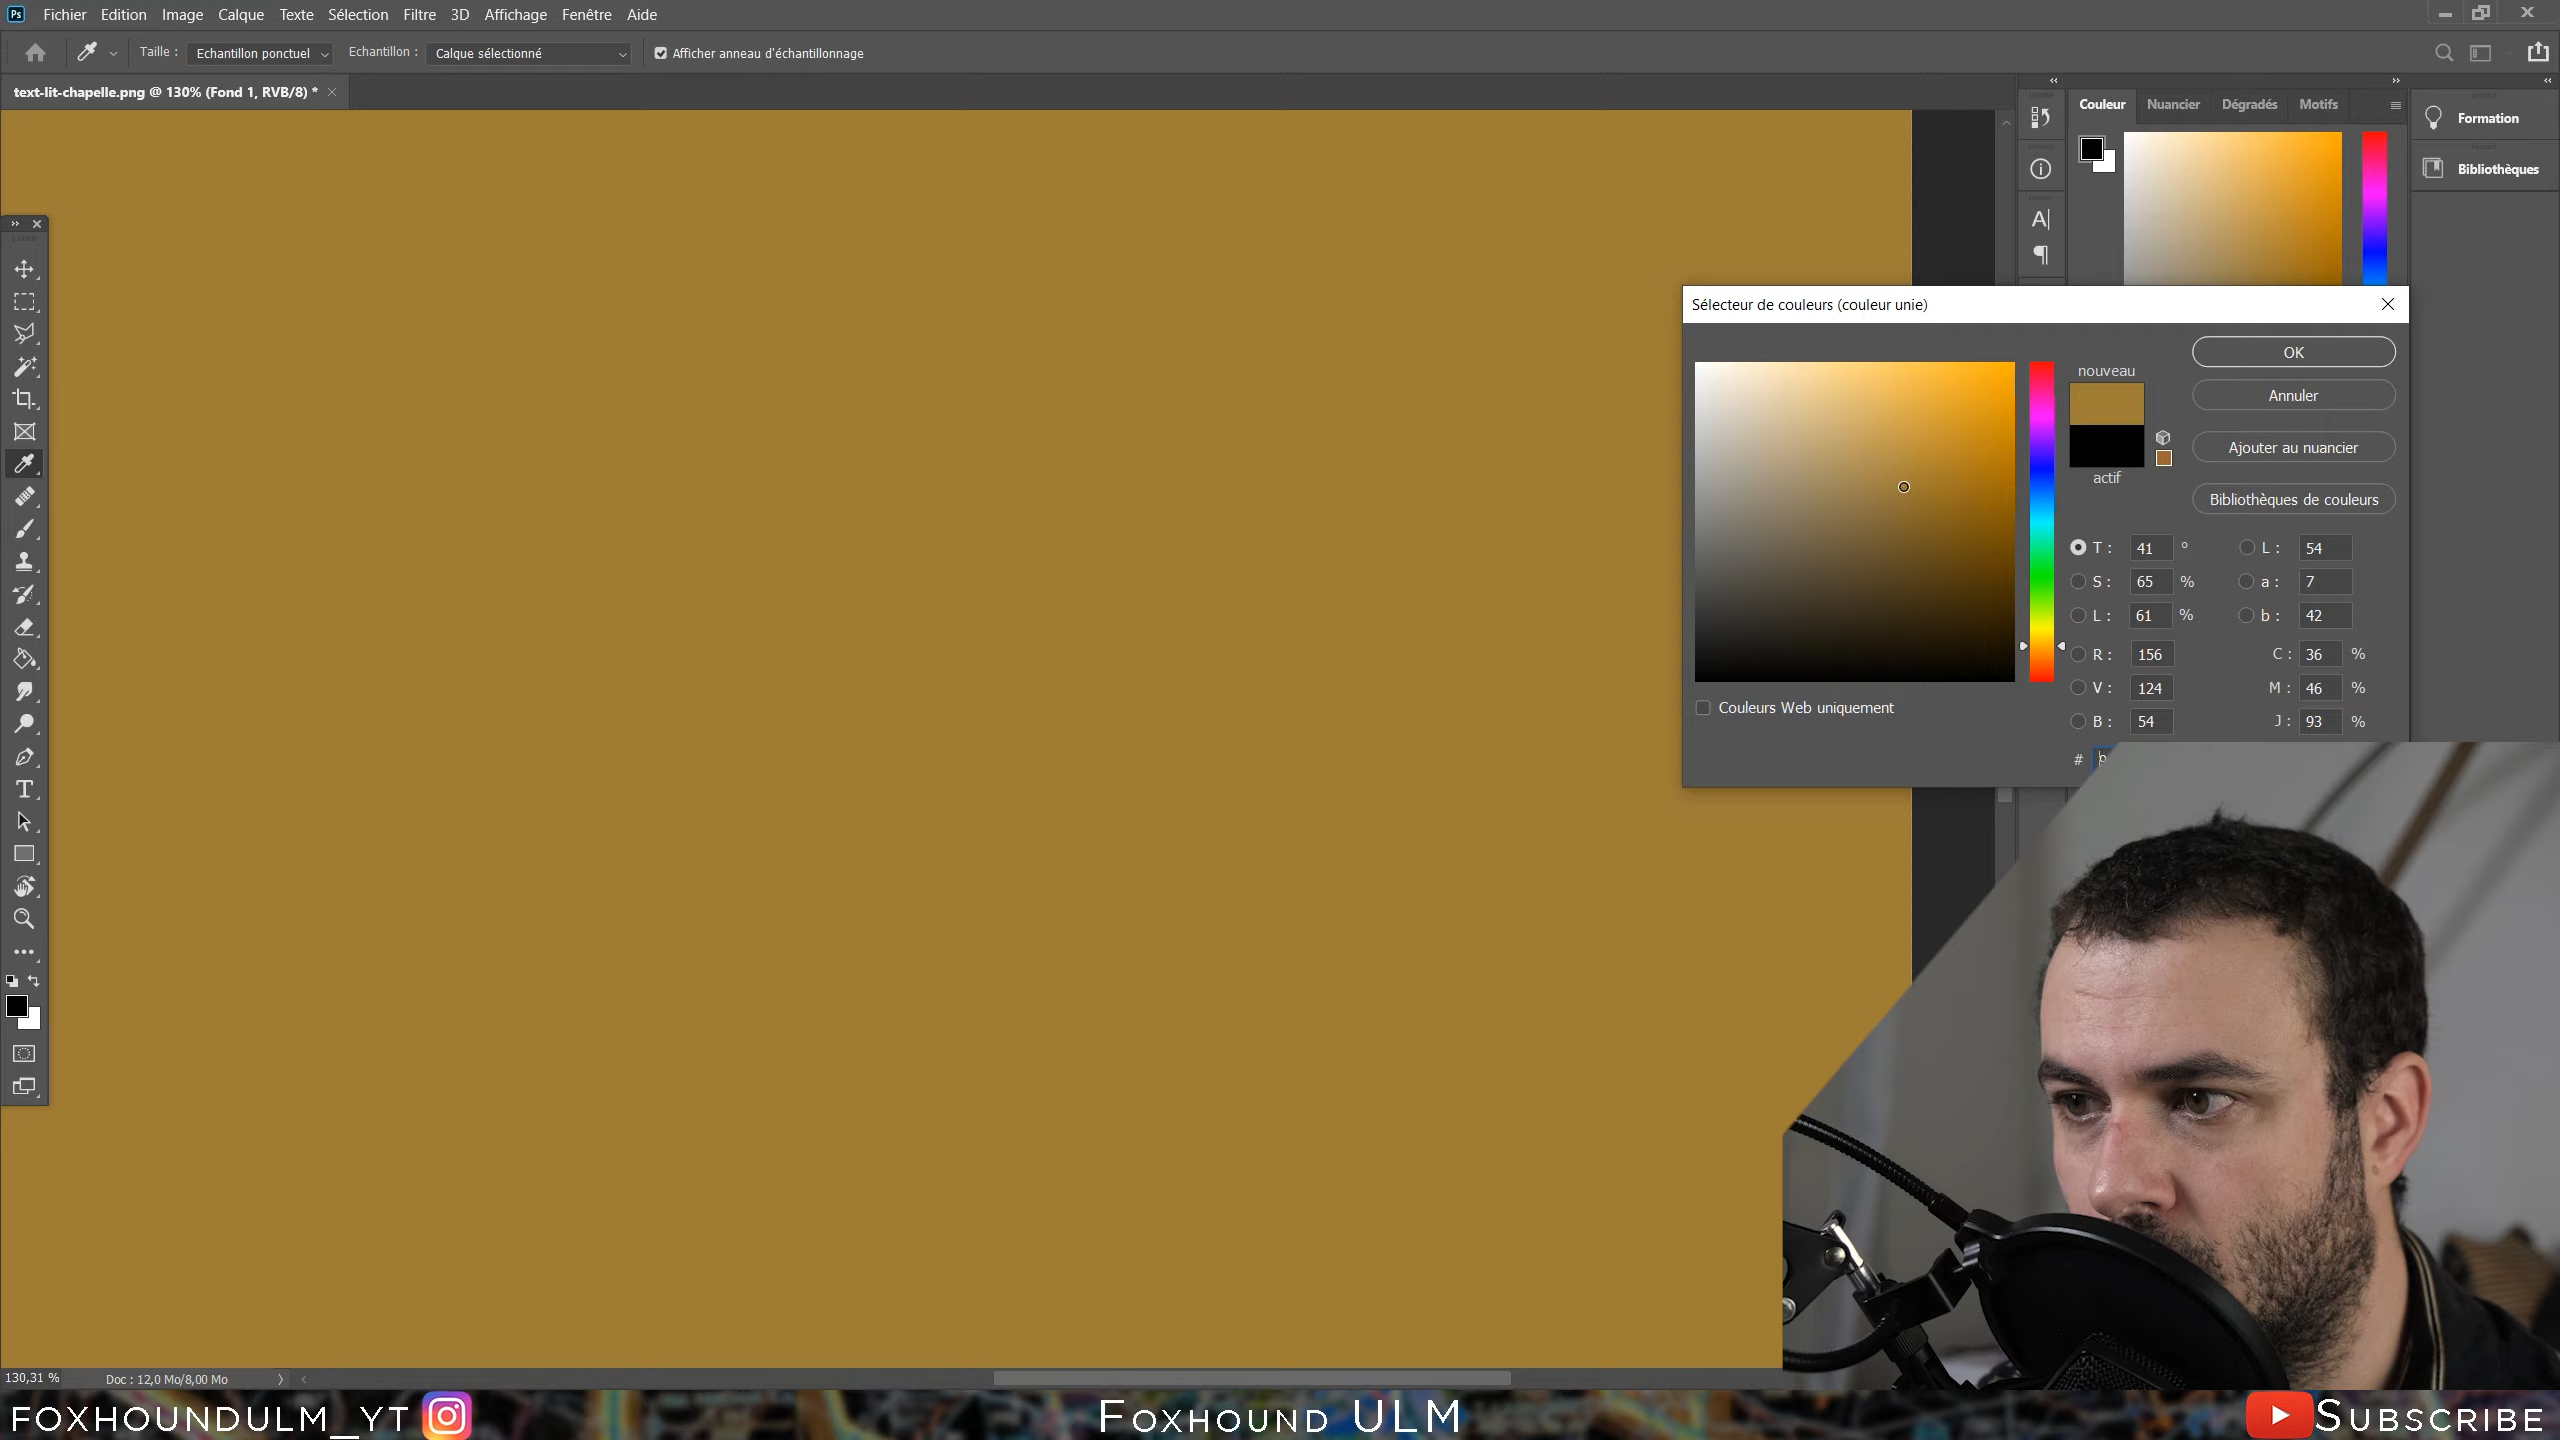 Ps Fichier Edition Image Calque Texte Sélection Filtre 3D Affichage Fenêtre Aide
Taille : Echantillon ponctuel Echantillon : Calque sélectionné Afficher anneau d'échantillonnage
text-lit-chapelle.png @ 130% (Fond 1, RVB/8) *
Couleur Nuancier Dégradés Motifs
Formation
Bibliothèques
Sélecteur de couleurs (couleur unie)
nouveau
actif
OK
Annuler
Ajouter au nuancier
Bibliothèques de couleurs
T : 41 ° L : 54
S : 65 % a : 7
L : 61 % b : 42
R : 156 C : 36 %
V : 124 M : 46 %
B : 54 J : 93 %
#
Couleurs Web uniquement
130,31 % Doc : 12,0 Mo/8,00 Mo
FOXHOUNDULM_YT FOXHOUND ULM SUBSCRIBE